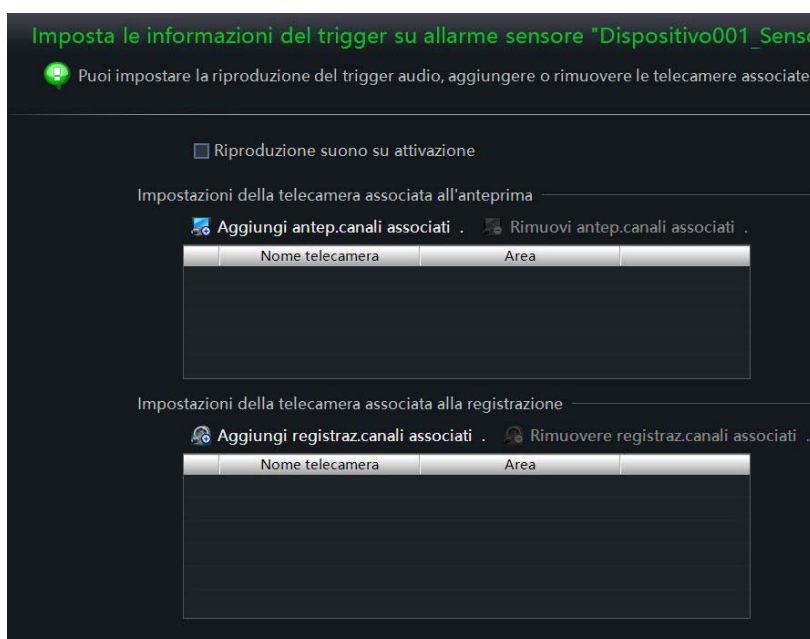 Imposta le informazioni del trigger su allarme sensore "Dispositivo001_Senso
Puoi impostare la riproduzione del trigger audio, aggiungere o rimuovere le telecamere associate
Riproduzione suono su attivazione
Impostazioni della telecamera associata all'anteprima
Aggiungi antep.canali associati . Rimuovi antep.canali associati .
Nome telecamera Area
Impostazioni della telecamera associata alla registrazione
Aggiungi registraz.canali associati . Rimuovere registraz.canali associati .
Nome telecamera Area